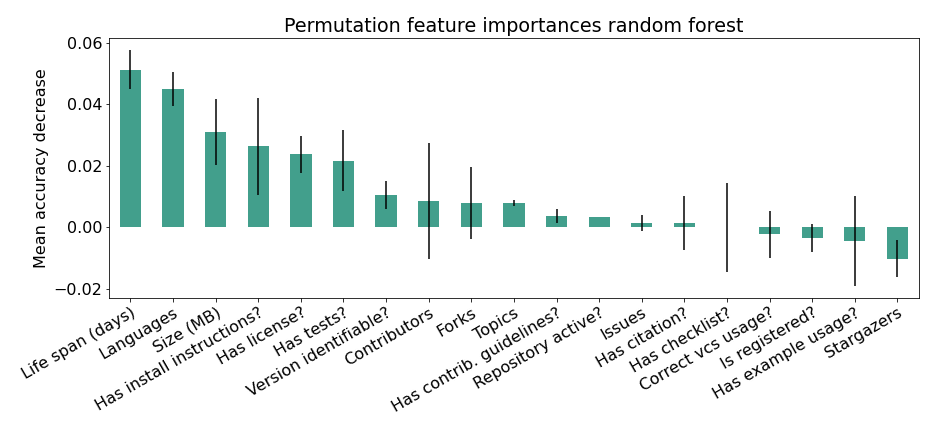 Permutation feature importances random forest
Mean accuracy decrease
0.06
0.04
0.02
0.00
−0.02
Life span (days)
Languages
Size (MB)
Has install instructions?
Has license?
Has tests?
Version identifiable?
Contributors
Forks
Topics
Has contrib. guidelines?
Repository active?
Issues
Has citation?
Has checklist?
Correct vcs usage?
Is registered?
Has example usage?
Stargazers